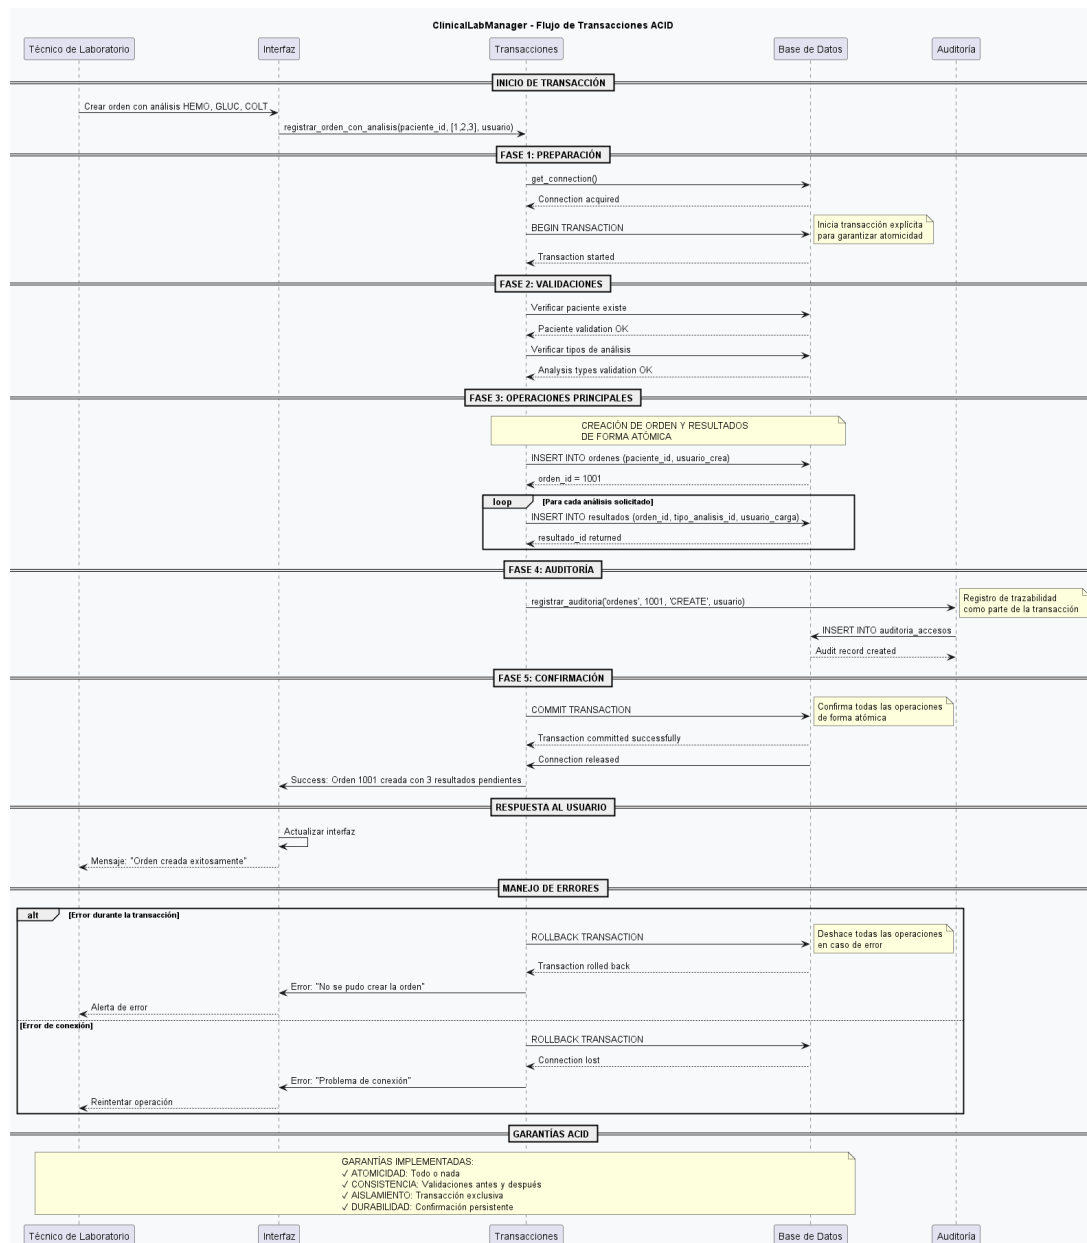 ClinicalLabManager - Flujo de Transacciones ACID
Técnico de Laboratorio
Interfaz
Transacciones
Base de Datos
Auditoría
INICIO DE TRANSACCIÓN
Crear orden con análisis HEMO, GLUC, COLT
registrar_orden_con_analisis(paciente_id, [1,2,3], usuario)
FASE 1: PREPARACIÓN
get_connection()
Connection acquired
BEGIN TRANSACTION
Inicia transacción explícita
para garantizar atomicidad
Transaction started
FASE 2: VALIDACIONES
Verificar paciente existe
Paciente validation OK
Verificar tipos de análisis
Analysis types validation OK
FASE 3: OPERACIONES PRINCIPALES
CREACIÓN DE ORDEN Y RESULTADOS
DE FORMA ATÓMICA
INSERT INTO ordenes (paciente_id, usuario_crea)
orden_id = 1001
loop
[Para cada análisis solicitado]
INSERT INTO resultados (orden_id, tipo_analisis_id, usuario_carga)
resultado_id returned
FASE 4: AUDITORÍA
registrar_auditoria('ordenes', 1001, 'CREATE', usuario)
Registro de trazabilidad
como parte de la transacción
INSERT INTO auditoria_accesos
Audit record created
FASE 5: CONFIRMACIÓN
COMMIT TRANSACTION
Confirma todas las operaciones
de forma atómica
Transaction committed successfully
Connection released
Success: Orden 1001 creada con 3 resultados pendientes
RESPUESTA AL USUARIO
Actualizar interfaz
Mensaje: "Orden creada exitosamente"
MANEJO DE ERRORES
alt
[Error durante la transacción]
ROLLBACK TRANSACTION
Deshace todas las operaciones
en caso de error
Transaction rolled back
Error: "No se pudo crear la orden"
Alerta de error
[Error de conexión]
ROLLBACK TRANSACTION
Connection lost
Error: "Problema de conexión"
Reintentar operación
GARANTÍAS ACID
GARANTÍAS IMPLEMENTADAS:
✓ ATOMICIDAD: Todo o nada
✓ CONSISTENCIA: Validaciones antes y después
✓ AISLAMIENTO: Transacción exclusiva
✓ DURABILIDAD: Confirmación persistente
Técnico de Laboratorio
Interfaz
Transacciones
Base de Datos
Auditoría